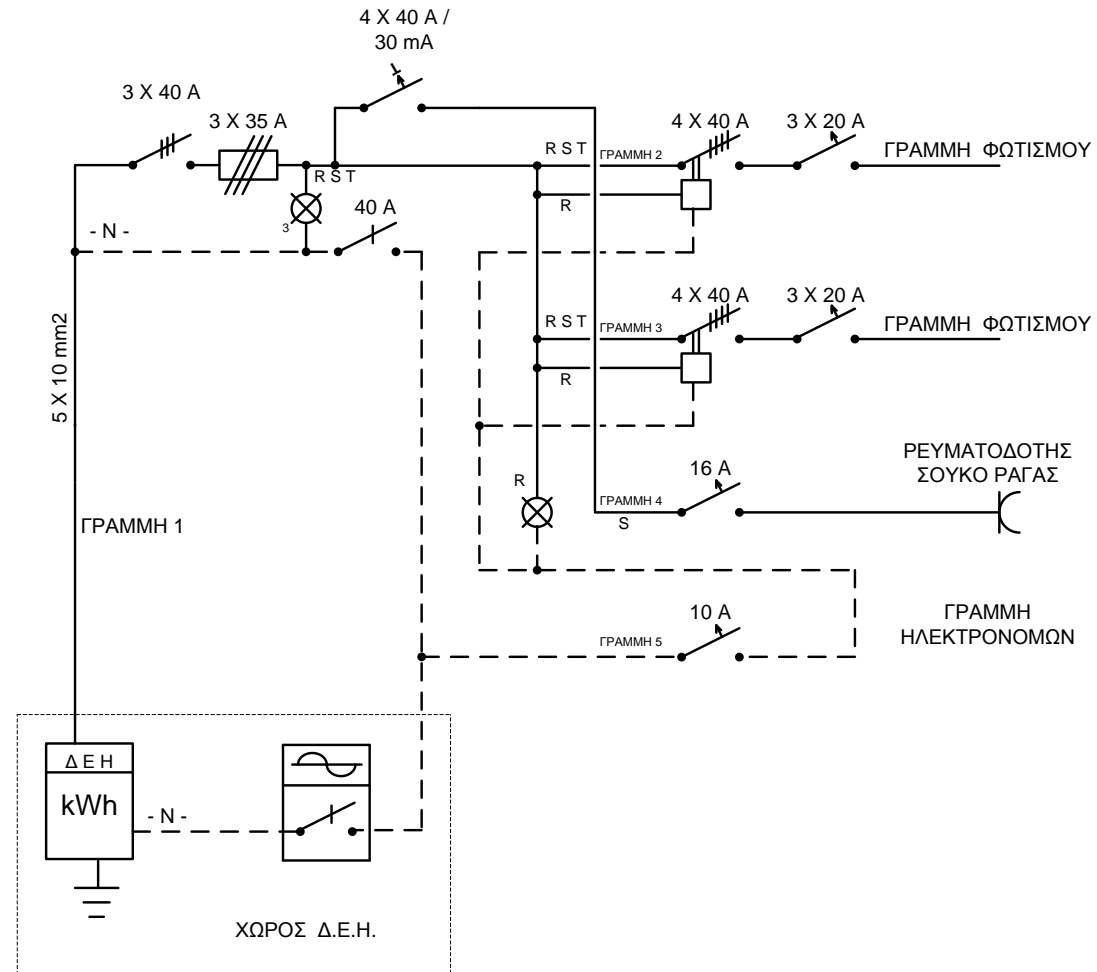 4 X 40 A /
30 mA
3 X 40 A
3 X 35 A
R S T
3
40 A
- N -
R S T
ΓΡΑΜΜΗ 2
4 X 40 A
3 X 20 A
ΓΡΑΜΜΗ ΦΩΤΙΣΜΟΥ
R
R S T
ΓΡΑΜΜΗ 3
4 X 40 A
3 X 20 A
ΓΡΑΜΜΗ ΦΩΤΙΣΜΟΥ
R
5 X 10 mm2
ΓΡΑΜΜΗ 1
R
ΓΡΑΜΜΗ 4
S
16 A
ΡΕΥΜΑΤΟΔΟΤΗΣ
ΣΟΥΚΟ ΡΑΓΑΣ
ΓΡΑΜΜΗ 5
10 A
ΓΡΑΜΜΗ
ΗΛΕΚΤΡΟΝΟΜΩΝ
Δ Ε Η
kWh
- N -
ΧΩΡΟΣ Δ.Ε.Η.